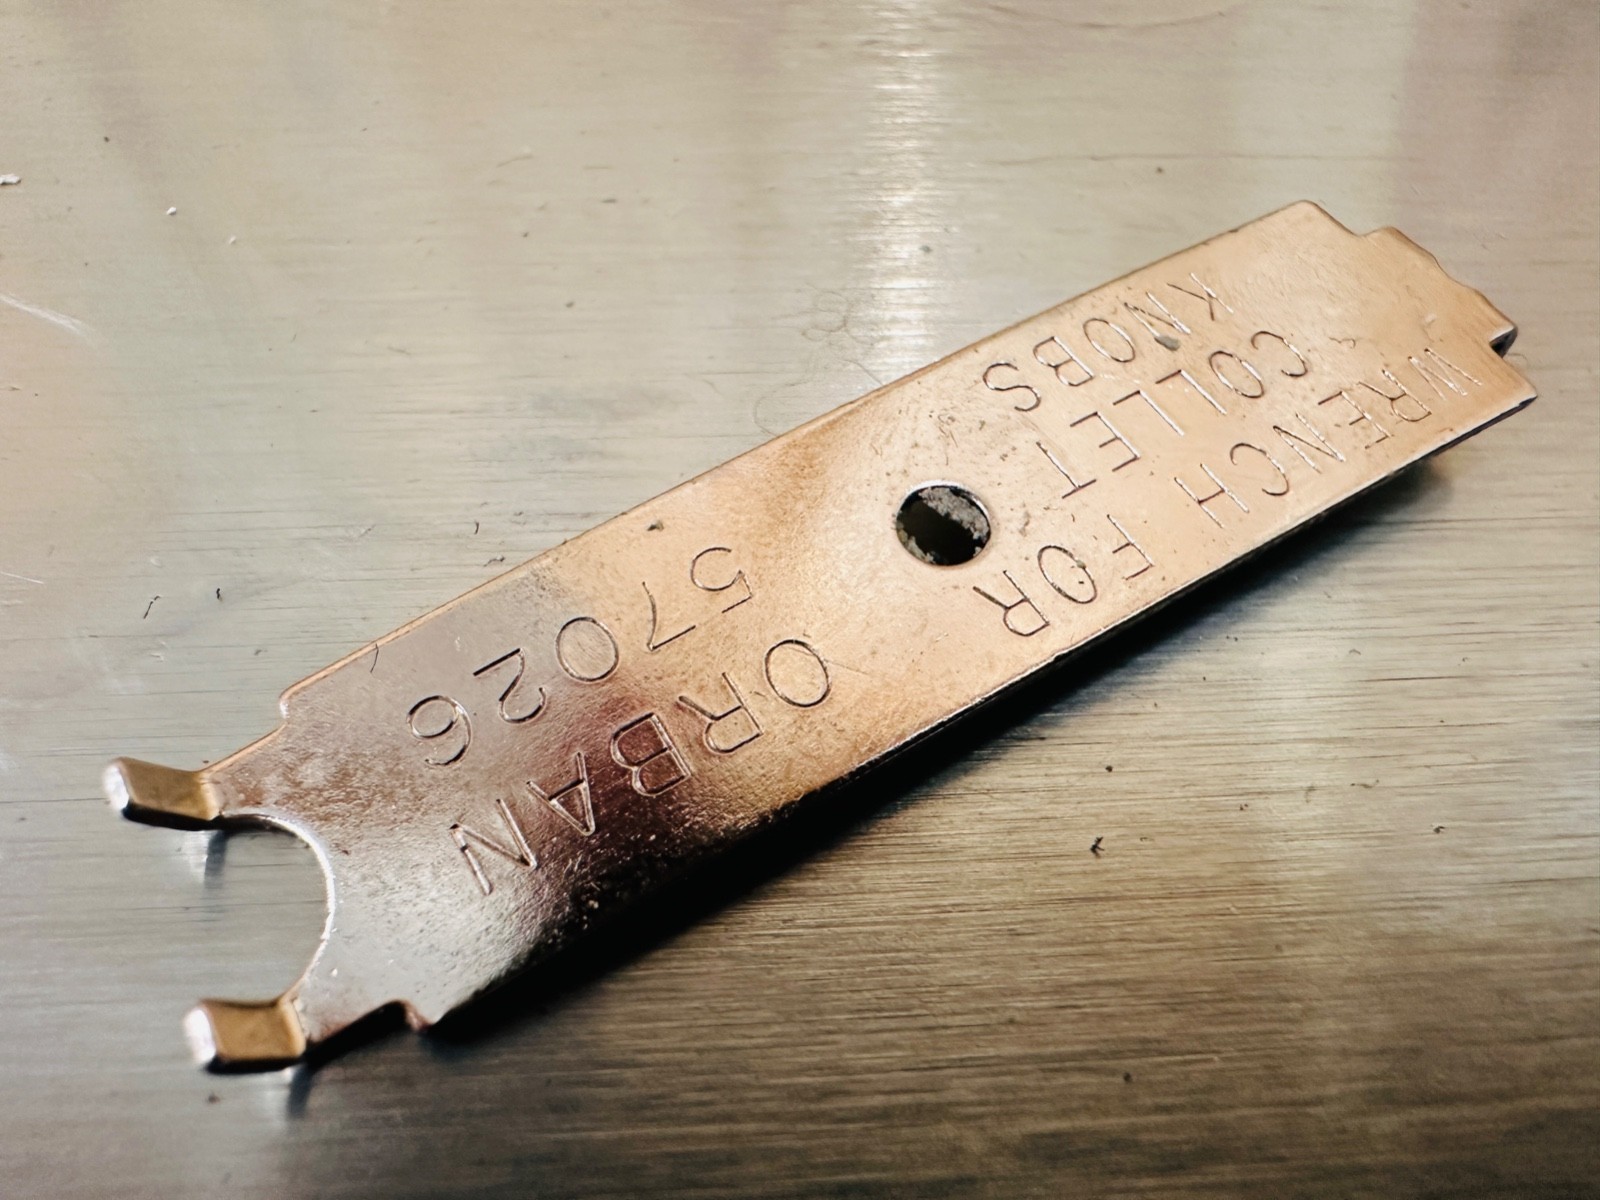 WRENCH FOR
COLLET
KNOBS
ORBAN
57026